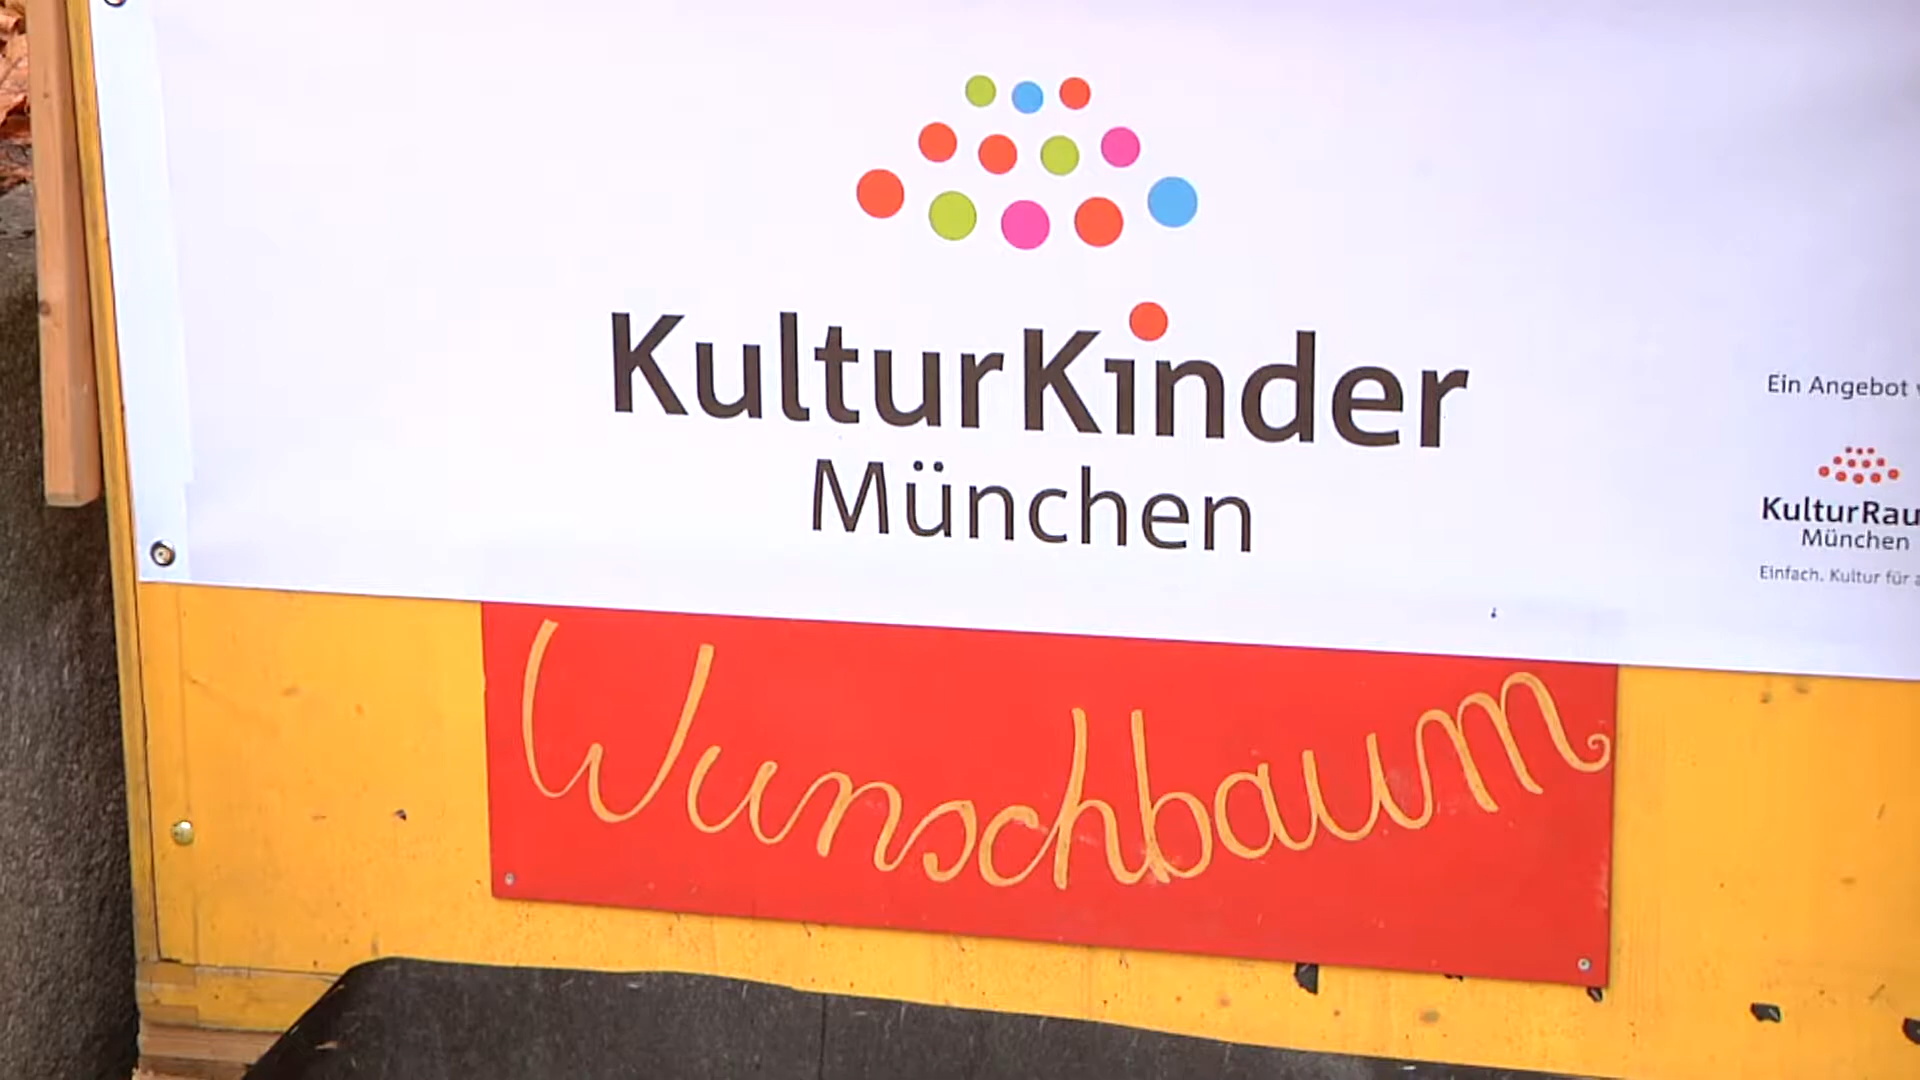 KulturKinder
München
Ein Angebot
KulturRau
München
Einfach. Kultur für a
Wunschbaum